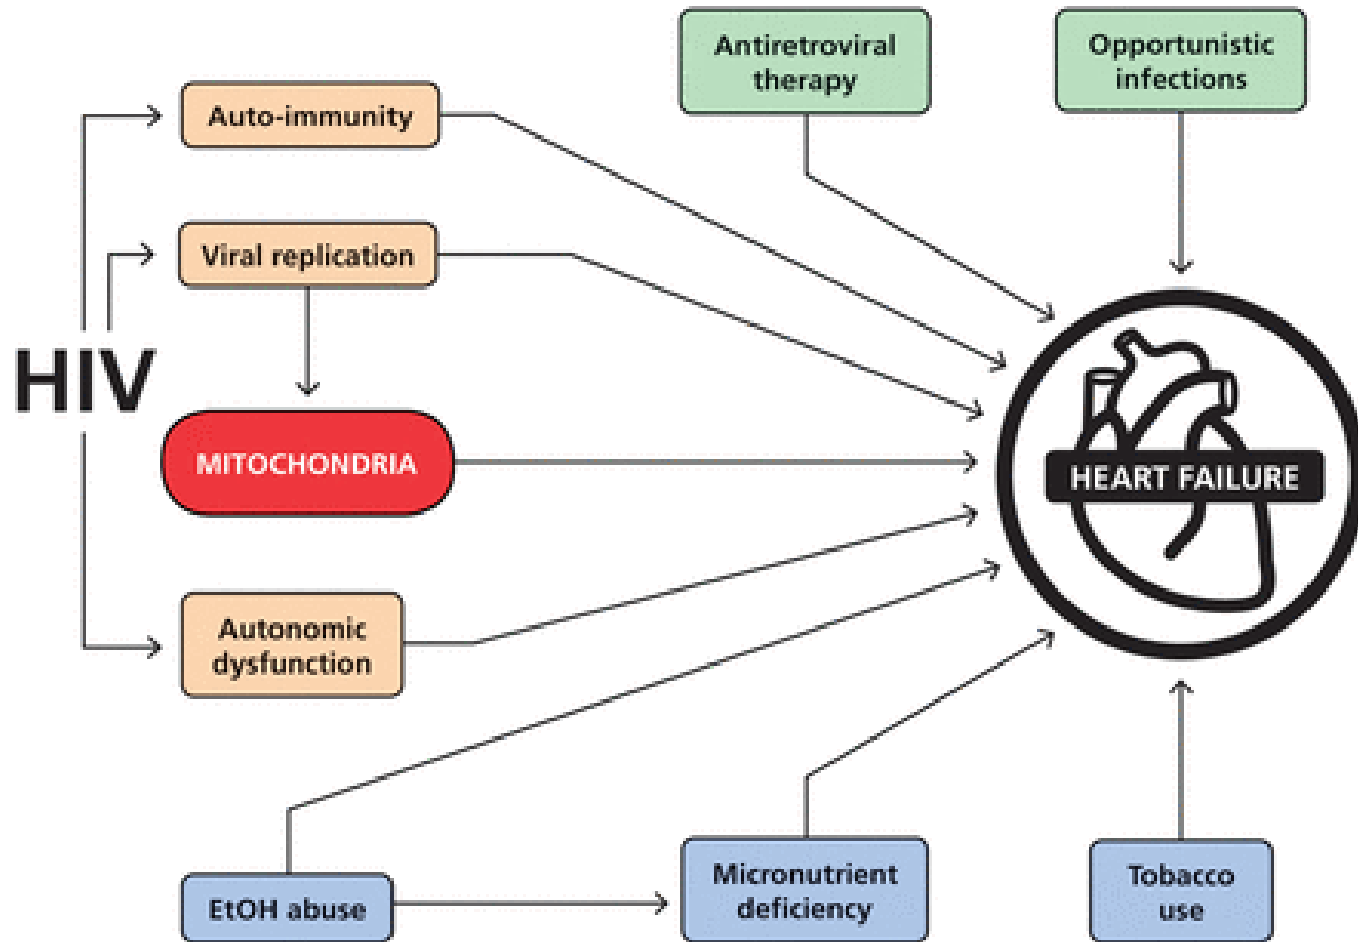 Antiretroviral
therapy
Opportunistic
infections
Auto-immunity
Viral replication
HIV
MITOCHONDRIA
HEART FAILURE
Autonomic
dysfunction
EtOH abuse
Micronutrient
deficiency
Tobacco
use